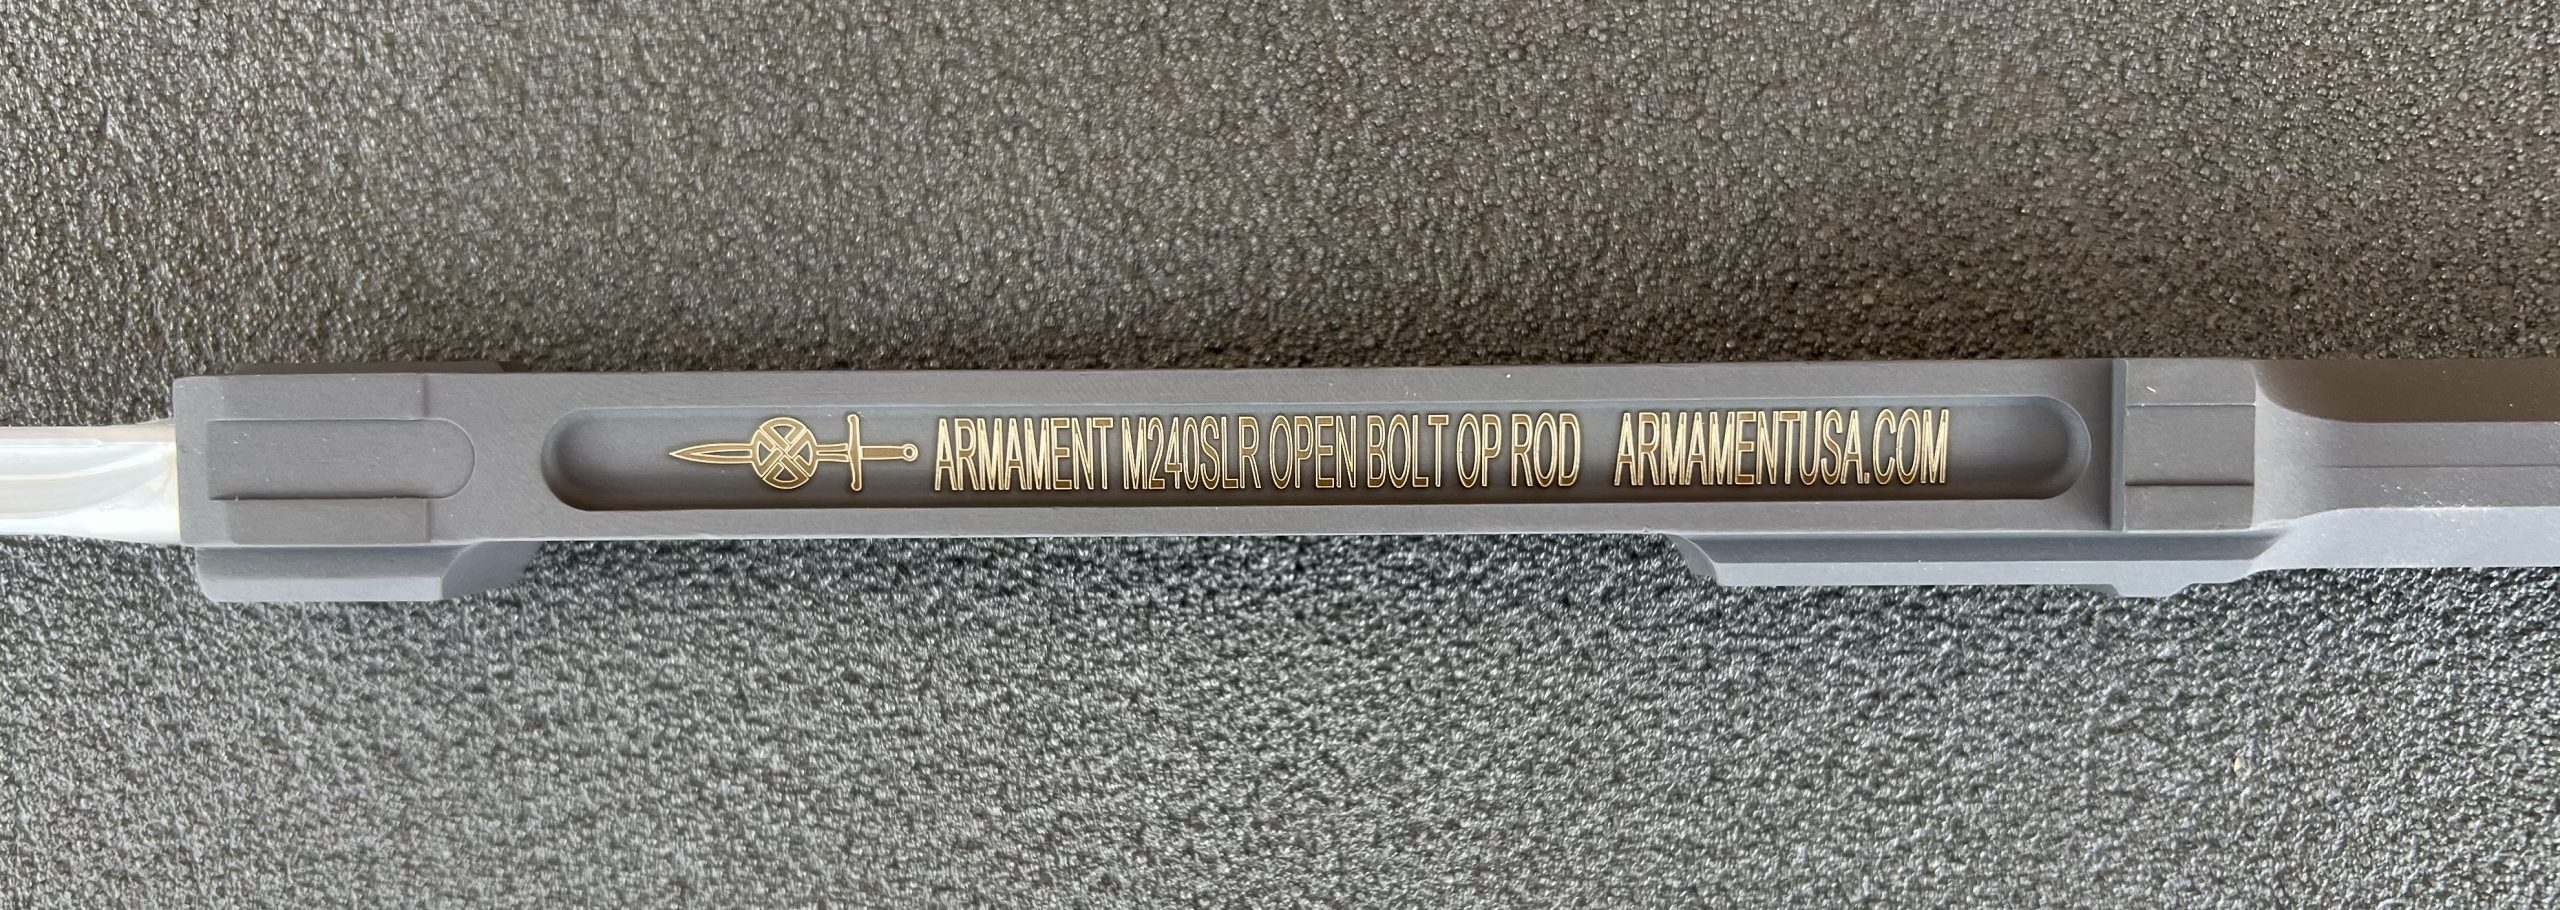 ARMAMENT M240SLR OPEN BOLT OP ROD ARMAMENTUSA.COM